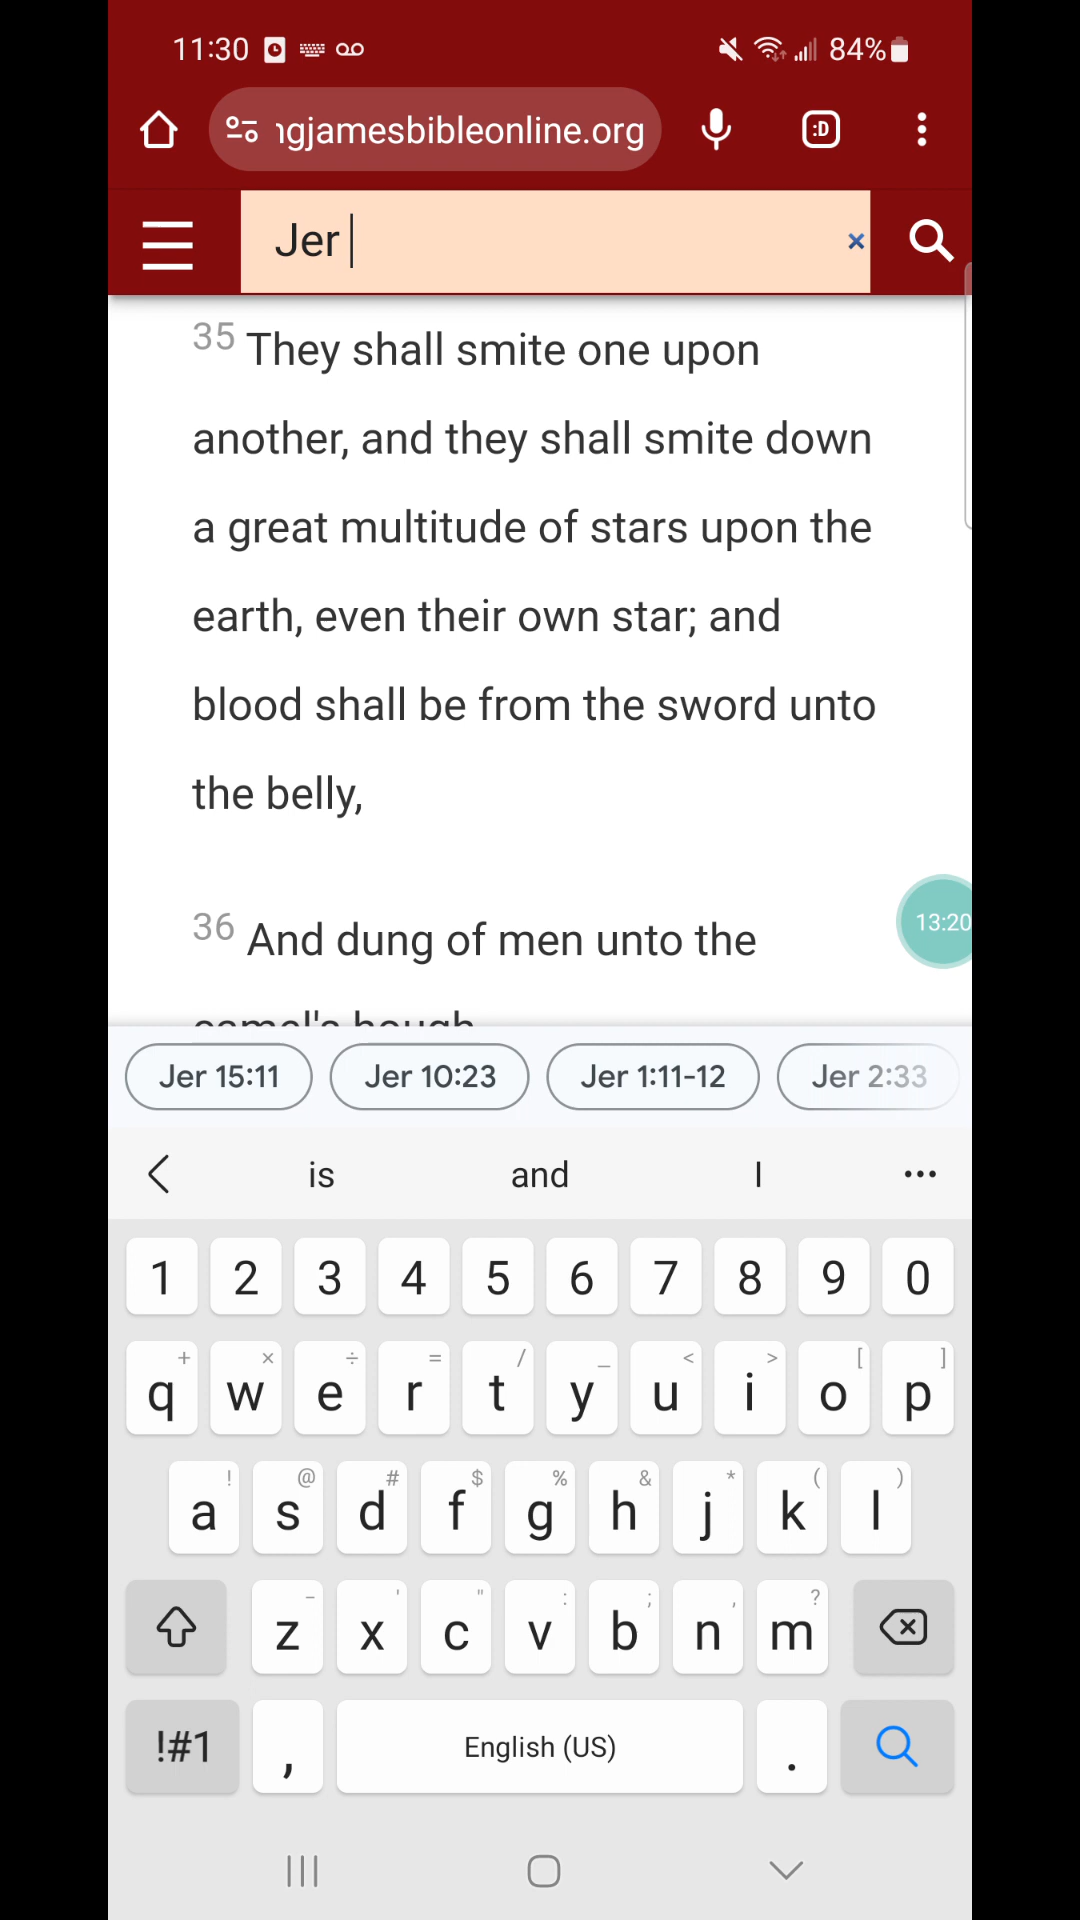 11:30 84%
ngjamesbibleonline.org :D
Jer
35 They shall smite one upon
another, and they shall smite down
a great multitude of stars upon the
earth, even their own star; and
blood shall be from the sword unto
the belly,
36 And dung of men unto the
camel's hough
13:20
Jer 15:11 Jer 10:23 Jer 1:11-12 Jer 2:33
is and I ...
1 2 3 4 5 6 7 8 9 0
+ × ÷ = / _ < > [ ]
q w e r t y u i o p
! @ # $ % & * ( )
a s d f g h j k l
- ' " : ; , ?
z x c v b n m
!#1 , English (US) .